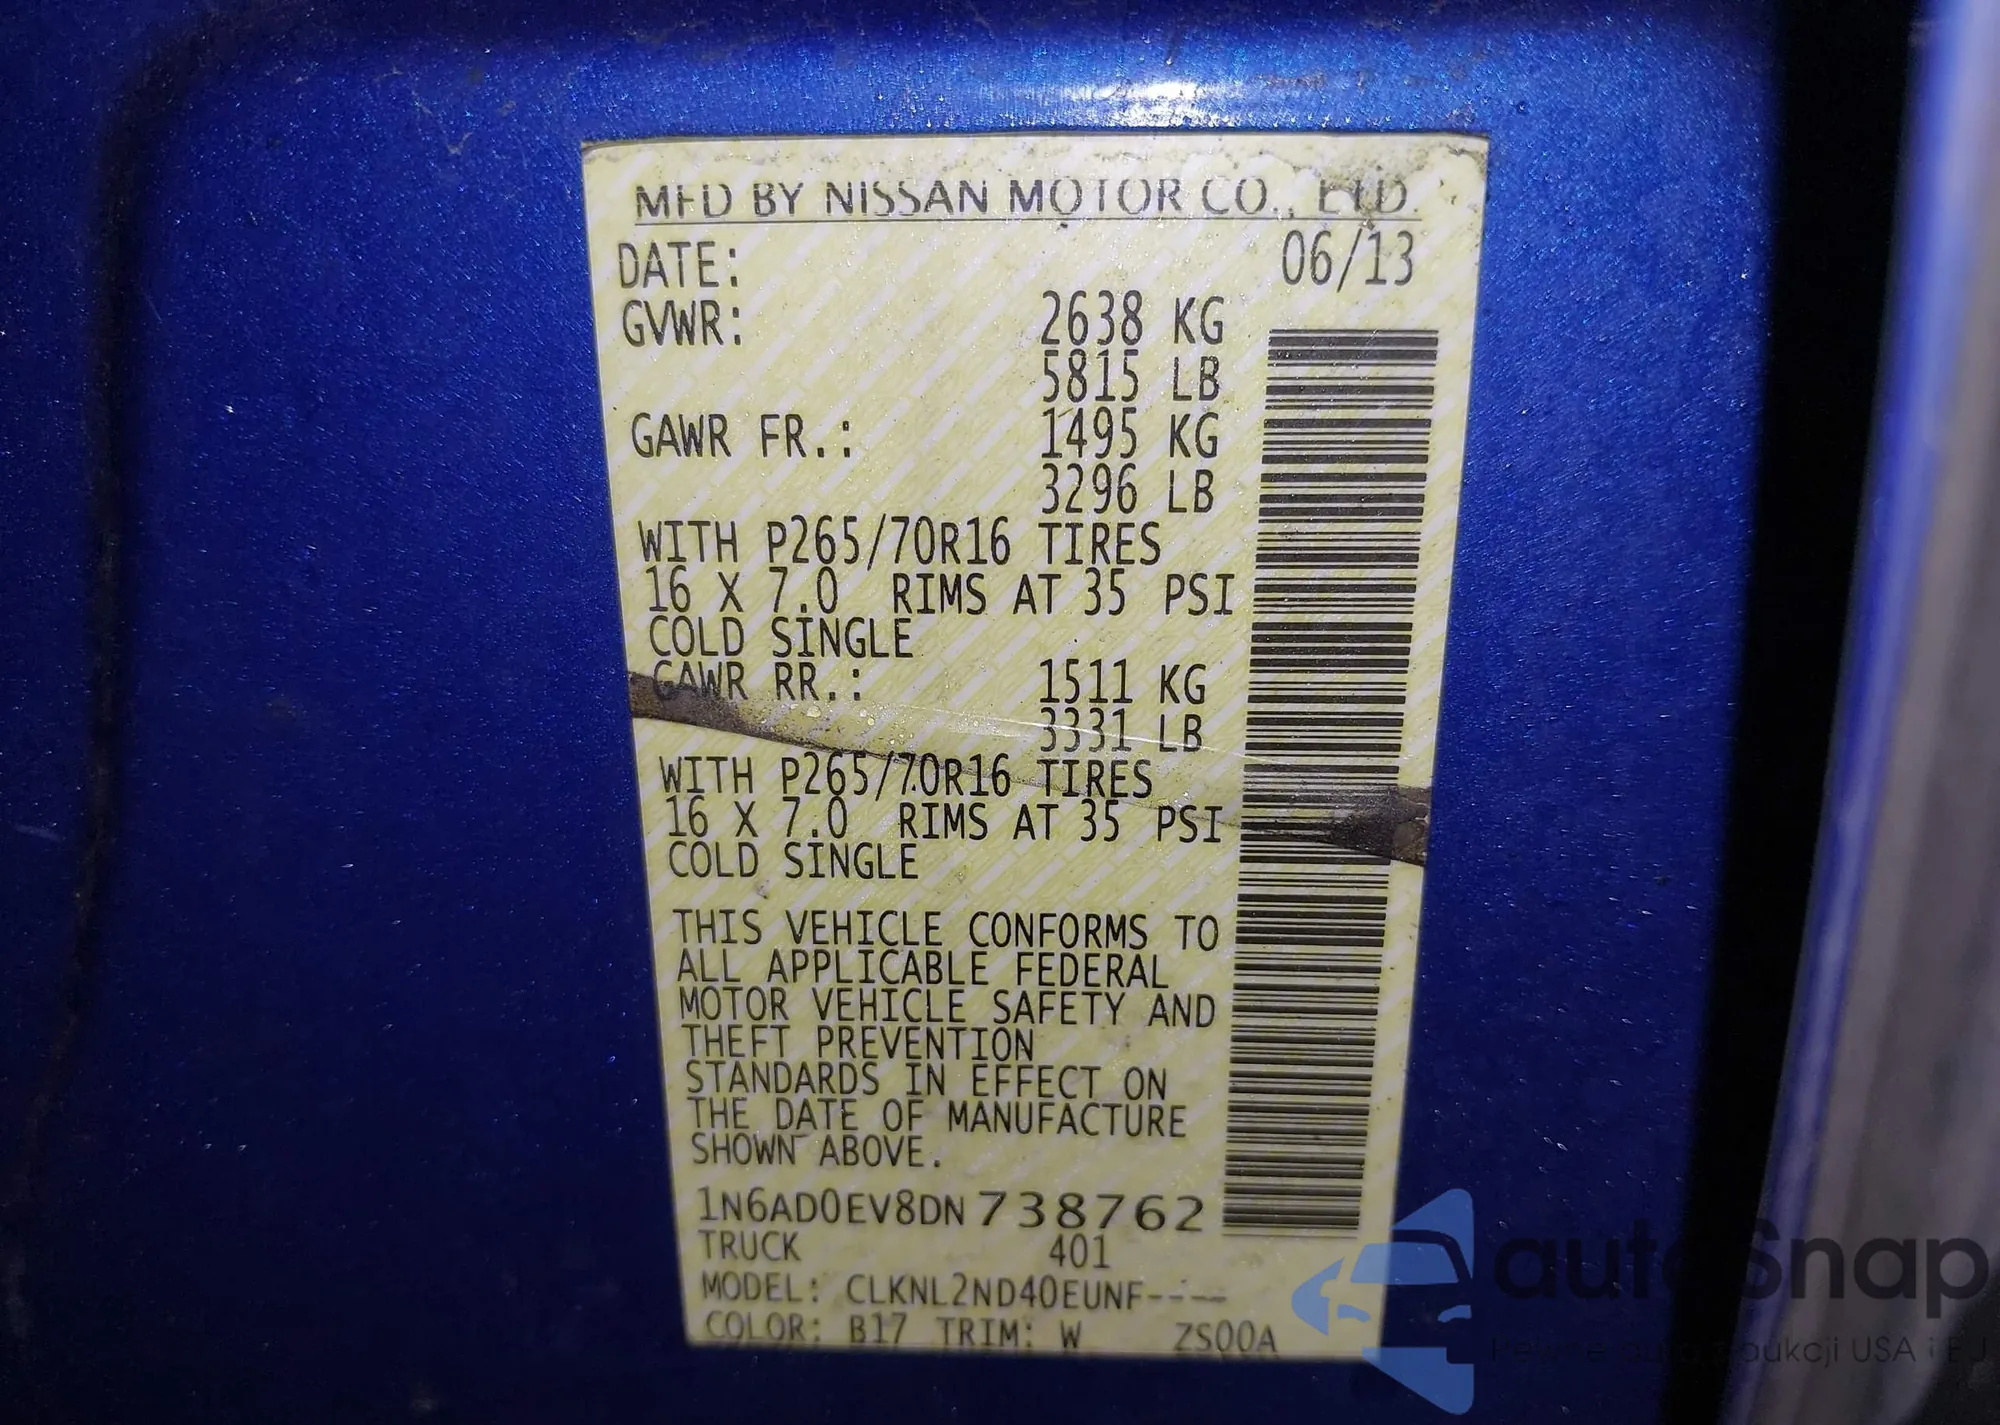 MFD BY NISSAN MOTOR CO., LTD.
DATE: 06/13
GVWR: 2638 KG
5815 LB
GAWR FR.: 1495 KG
3296 LB
WITH P265/70R16 TIRES
16 X 7.0 RIMS AT 35 PSI
COLD SINGLE
GAWR RR.: 1511 KG
3331 LB
WITH P265/70R16 TIRES
16 X 7.0 RIMS AT 35 PSI
COLD SINGLE
THIS VEHICLE CONFORMS TO
ALL APPLICABLE FEDERAL
MOTOR VEHICLE SAFETY AND
THEFT PREVENTION
STANDARDS IN EFFECT ON
THE DATE OF MANUFACTURE
SHOWN ABOVE.
1N6AD0EV8DN738762
TRUCK 401
MODEL: CLKNL2ND40EUNF----
COLOR: B17 TRIM: W ZS00A
autoSnap
aukcji USA i EU